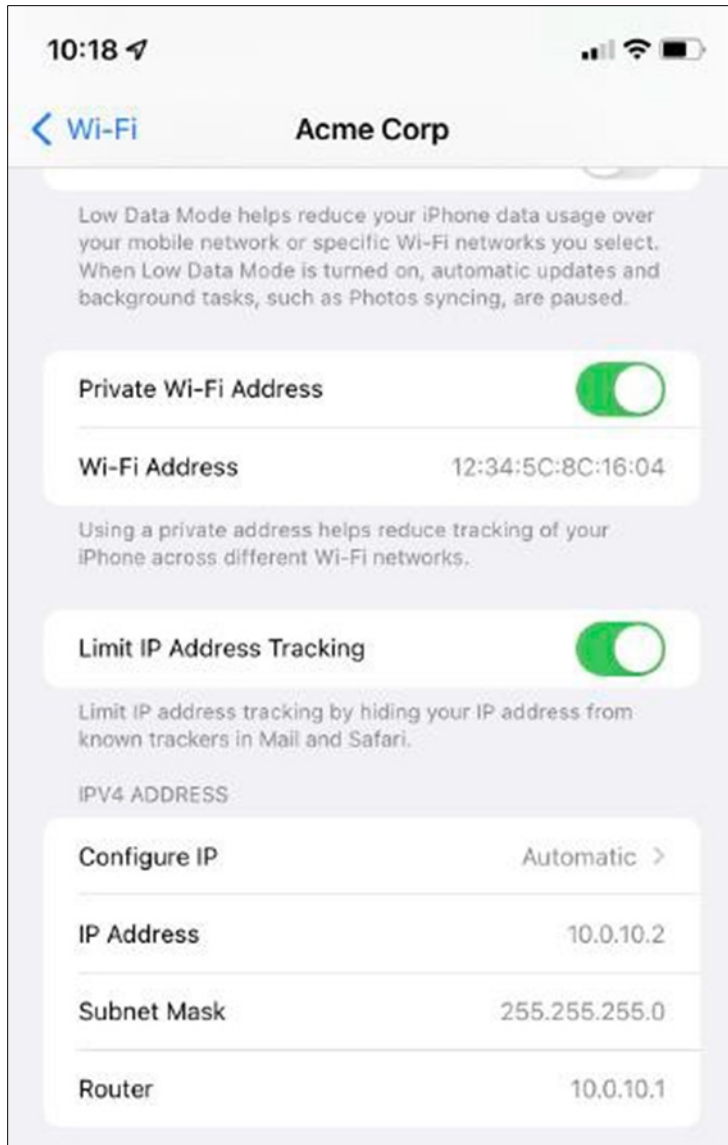 10:18
Wi-Fi
Acme Corp
Low Data Mode helps reduce your iPhone data usage over
your mobile network or specific Wi-Fi networks you select.
When Low Data Mode is turned on, automatic updates and
background tasks, such as Photos syncing, are paused.
Private Wi-Fi Address
Wi-Fi Address 12:34:5C:8C:16:04
Using a private address helps reduce tracking of your
iPhone across different Wi-Fi networks.
Limit IP Address Tracking
Limit IP address tracking by hiding your IP address from
known trackers in Mail and Safari.
IPV4 ADDRESS
Configure IP Automatic
IP Address 10.0.10.2
Subnet Mask 255.255.255.0
Router 10.0.10.1